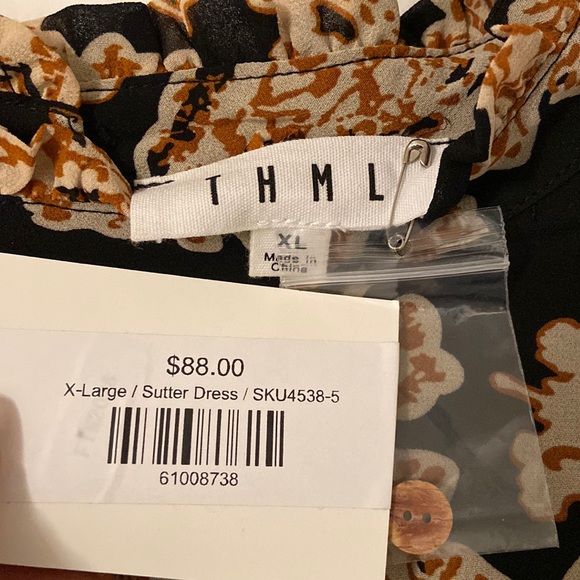 THML
XL
Made in
China
$88.00
X-Large / Sutter Dress / SKU4538-5
61008738